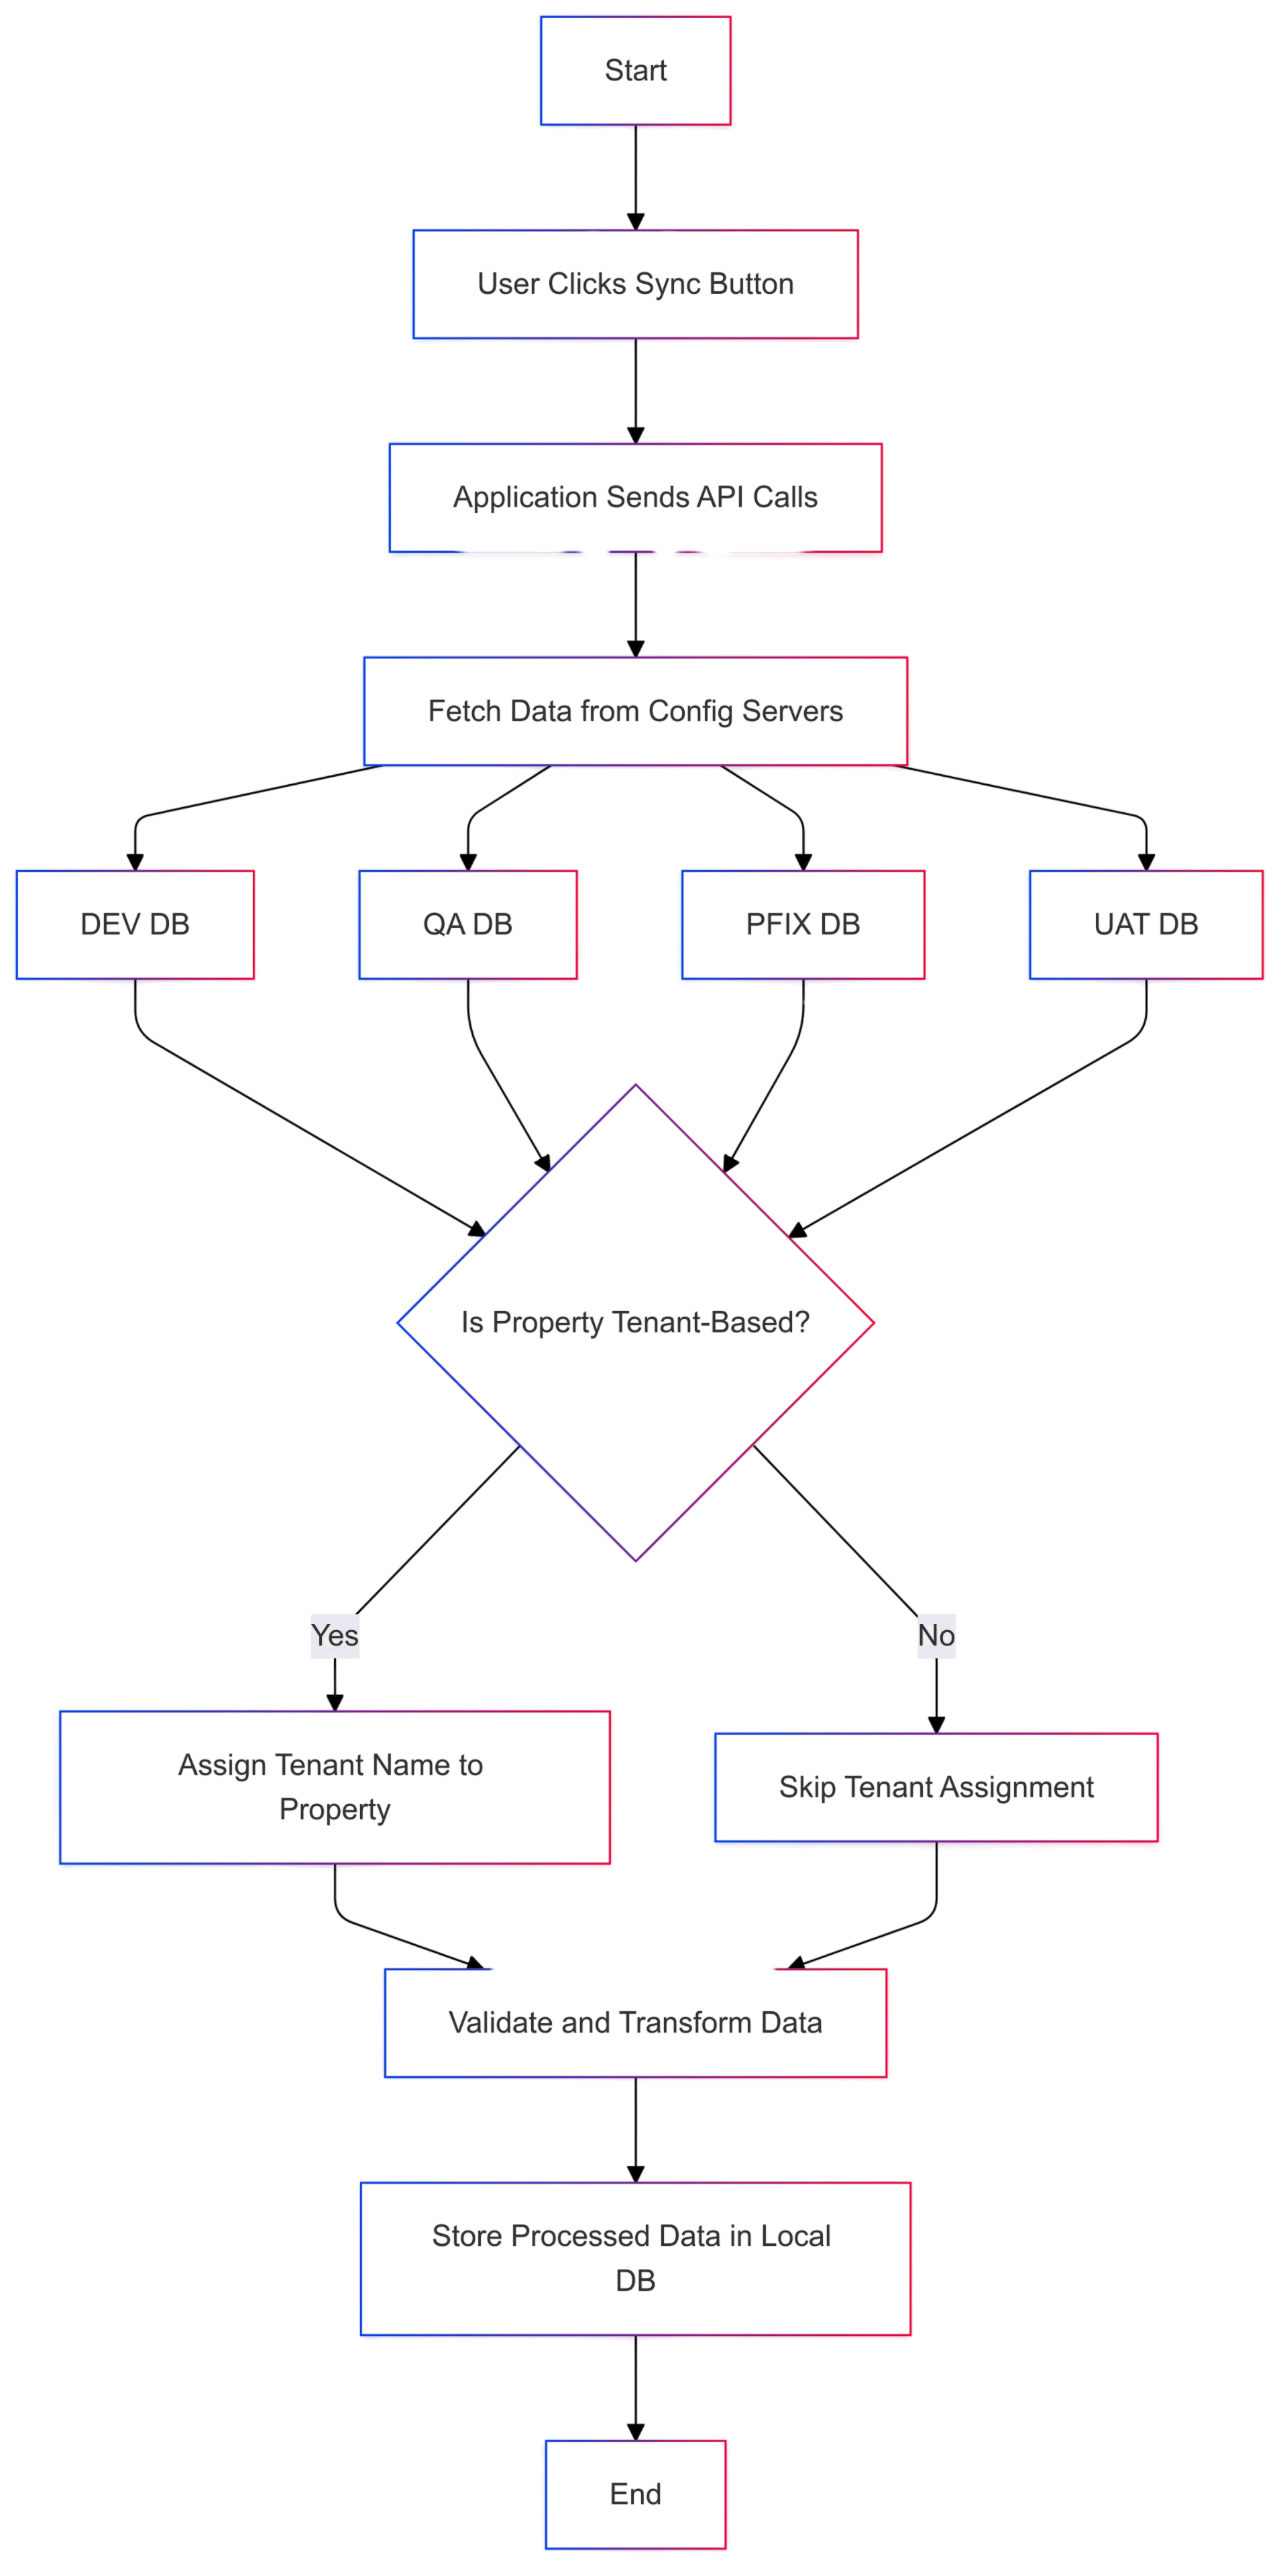 Start
User Clicks Sync Button
Application Sends API Calls
Fetch Data from Config Servers
DEV DB
QA DB
PFIX DB
UAT DB
Is Property Tenant-Based?
Yes
No
Assign Tenant Name to
Property
Skip Tenant Assignment
Validate and Transform Data
Store Processed Data in Local
DB
End